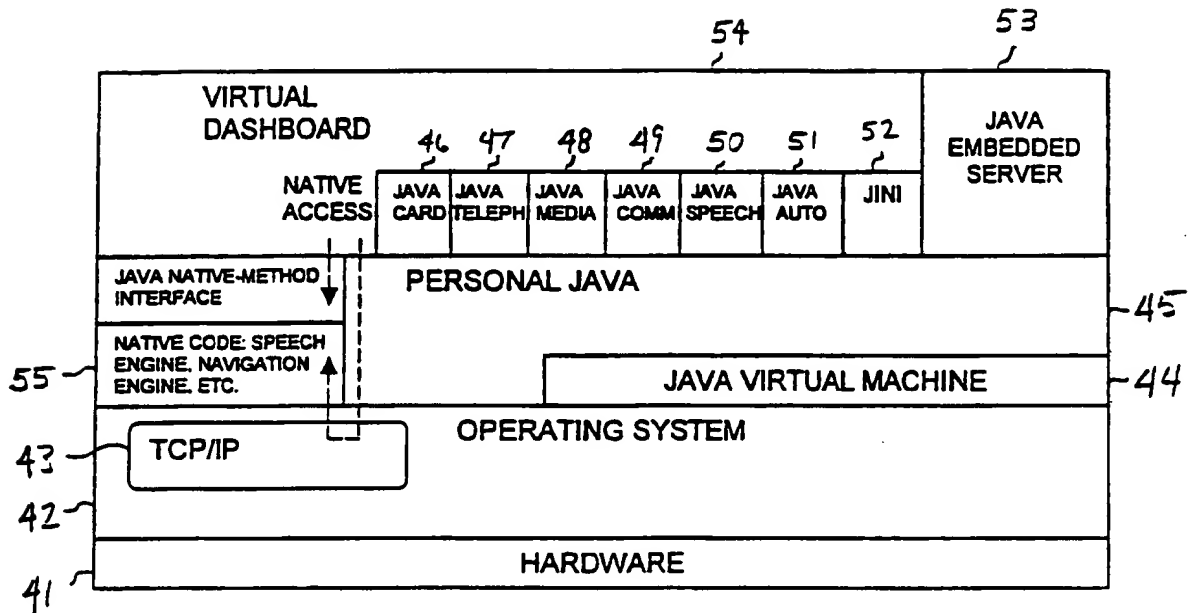 54
53
VIRTUAL
DASHBOARD
46
47
48
49
50
51
52
JAVA
EMBEDDED
SERVER
NATIVE
ACCESS
JAVA
CARD
JAVA
TELEPH
JAVA
MEDIA
JAVA
COMM
JAVA
SPEECH
JAVA
AUTO
JINI
JAVA NATIVE-METHOD
INTERFACE
PERSONAL JAVA
45
NATIVE CODE: SPEECH
ENGINE, NAVIGATION
ENGINE, ETC.
55
JAVA VIRTUAL MACHINE
44
OPERATING SYSTEM
43
TCP/IP
42
HARDWARE
41